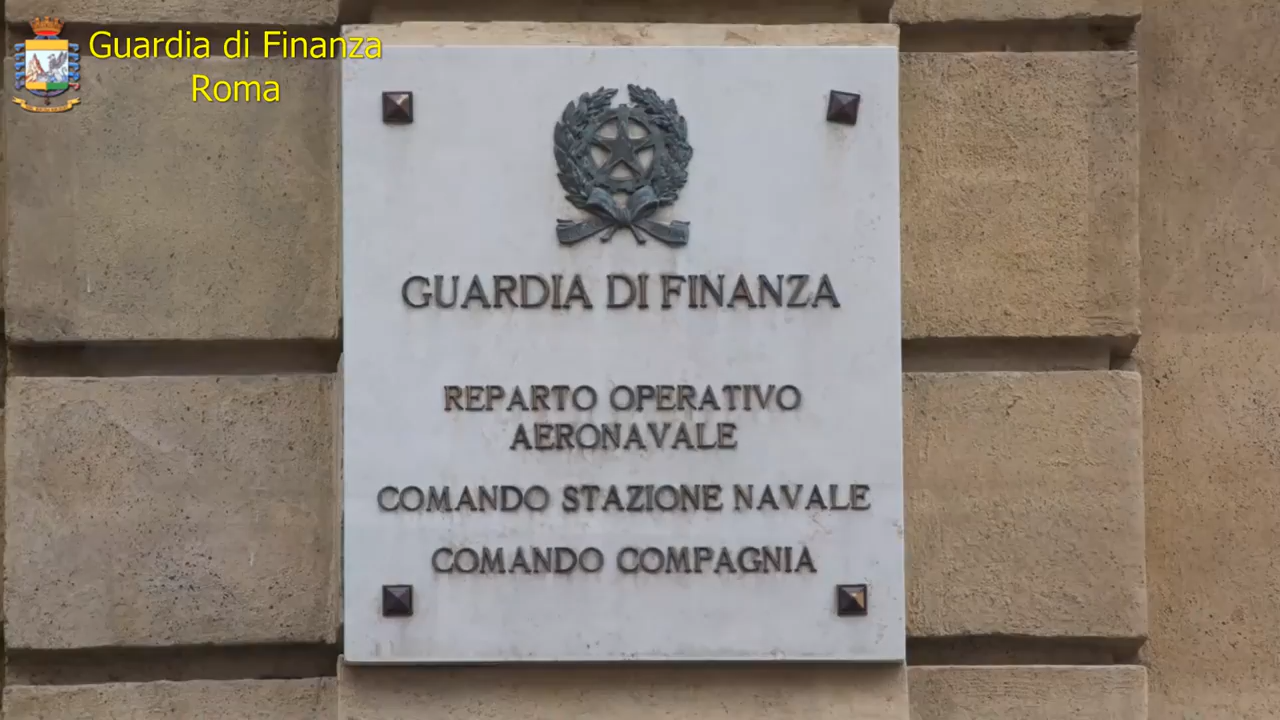 Guardia di Finanza
Roma
GUARDIA DI FINANZA
REPARTO OPERATIVO
AERONAVALE
COMANDO STAZIONE NAVALE
COMANDO COMPAGNIA